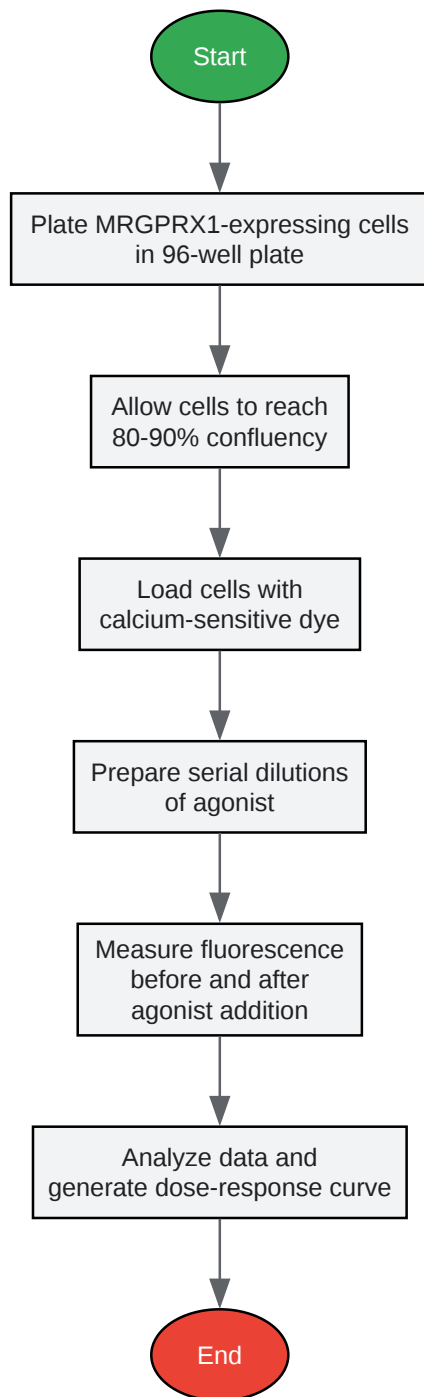 Start
Plate MRGPRX1-expressing cells
in 96-well plate
Allow cells to reach
80-90% confluency
Load cells with
calcium-sensitive dye
Prepare serial dilutions
of agonist
Measure fluorescence
before and after
agonist addition
Analyze data and
generate dose-response curve
End